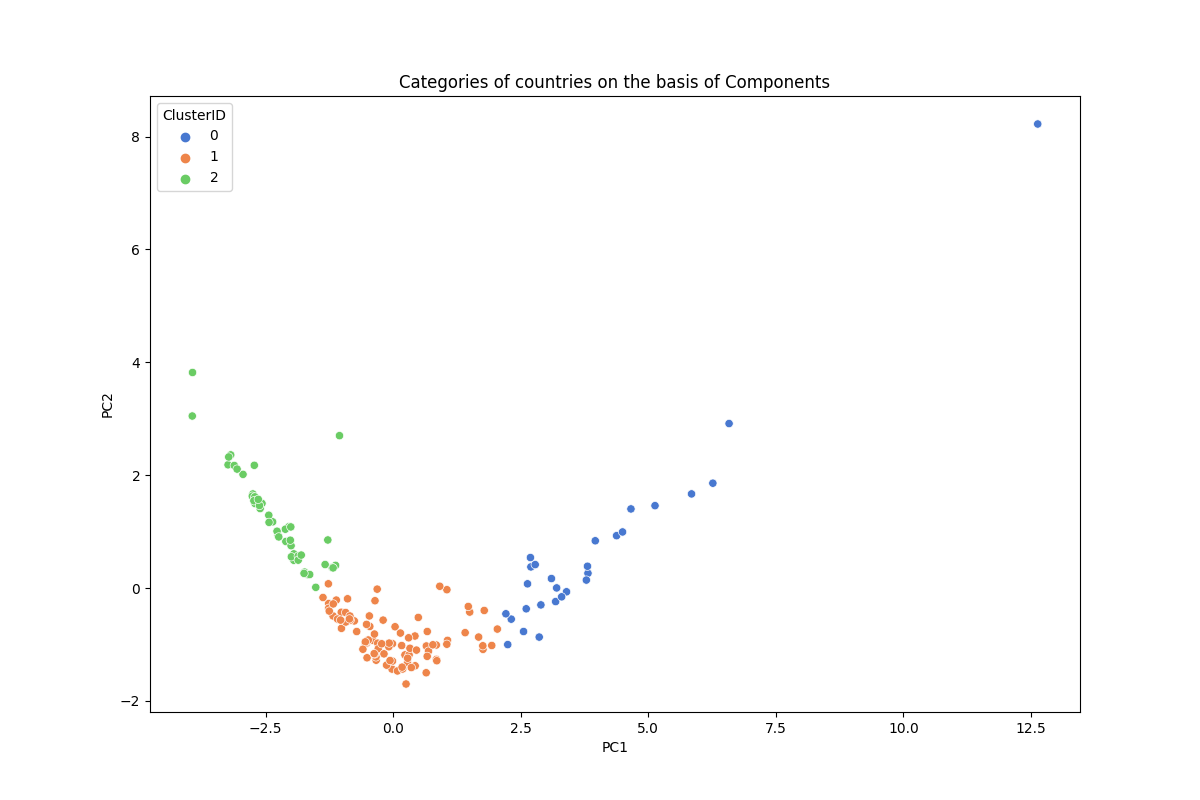 Categories of countries on the basis of Components
ClusterID
0
1
2
8
6
4
2
0
−2
PC2
−2.5 0.0 2.5 5.0 7.5 10.0 12.5
PC1